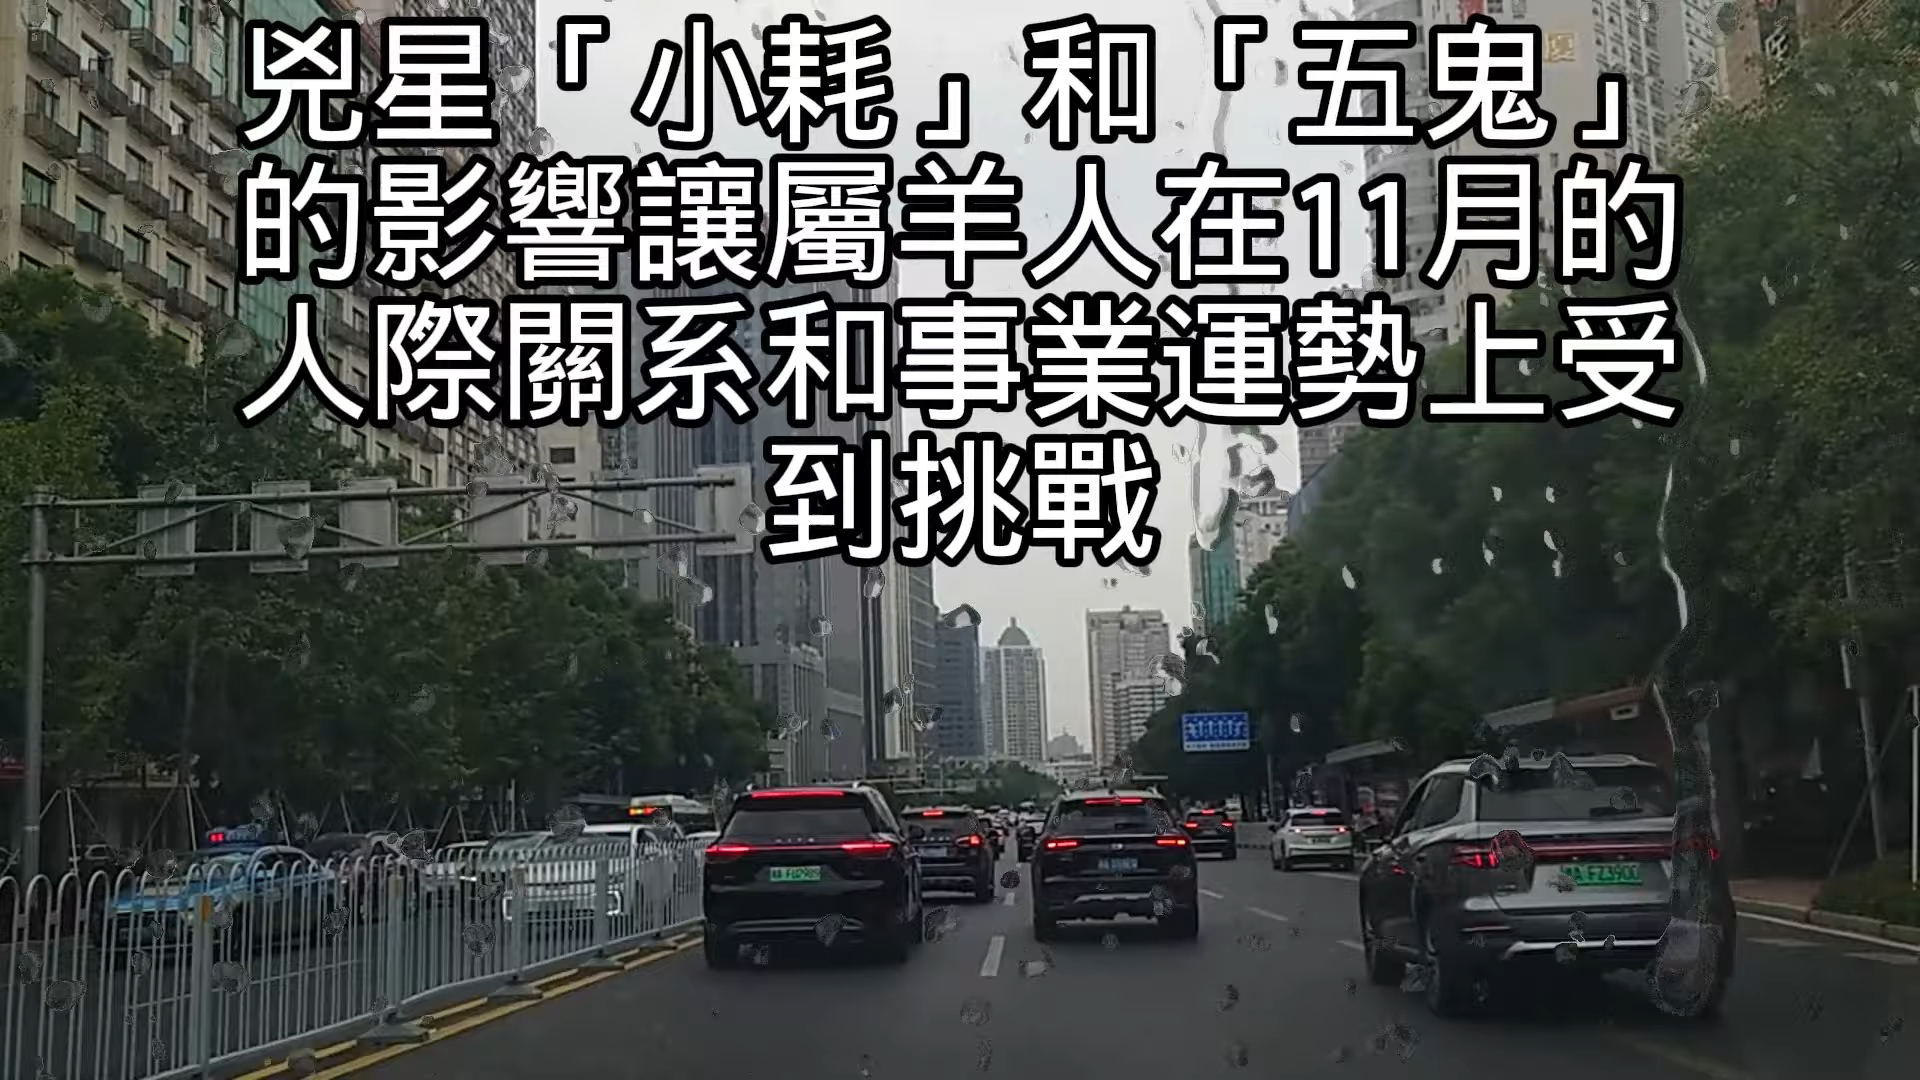 兇星「小耗」和「五鬼」
的影響讓屬羊人在11月的
人際關系和事業運勢上受
到挑戰